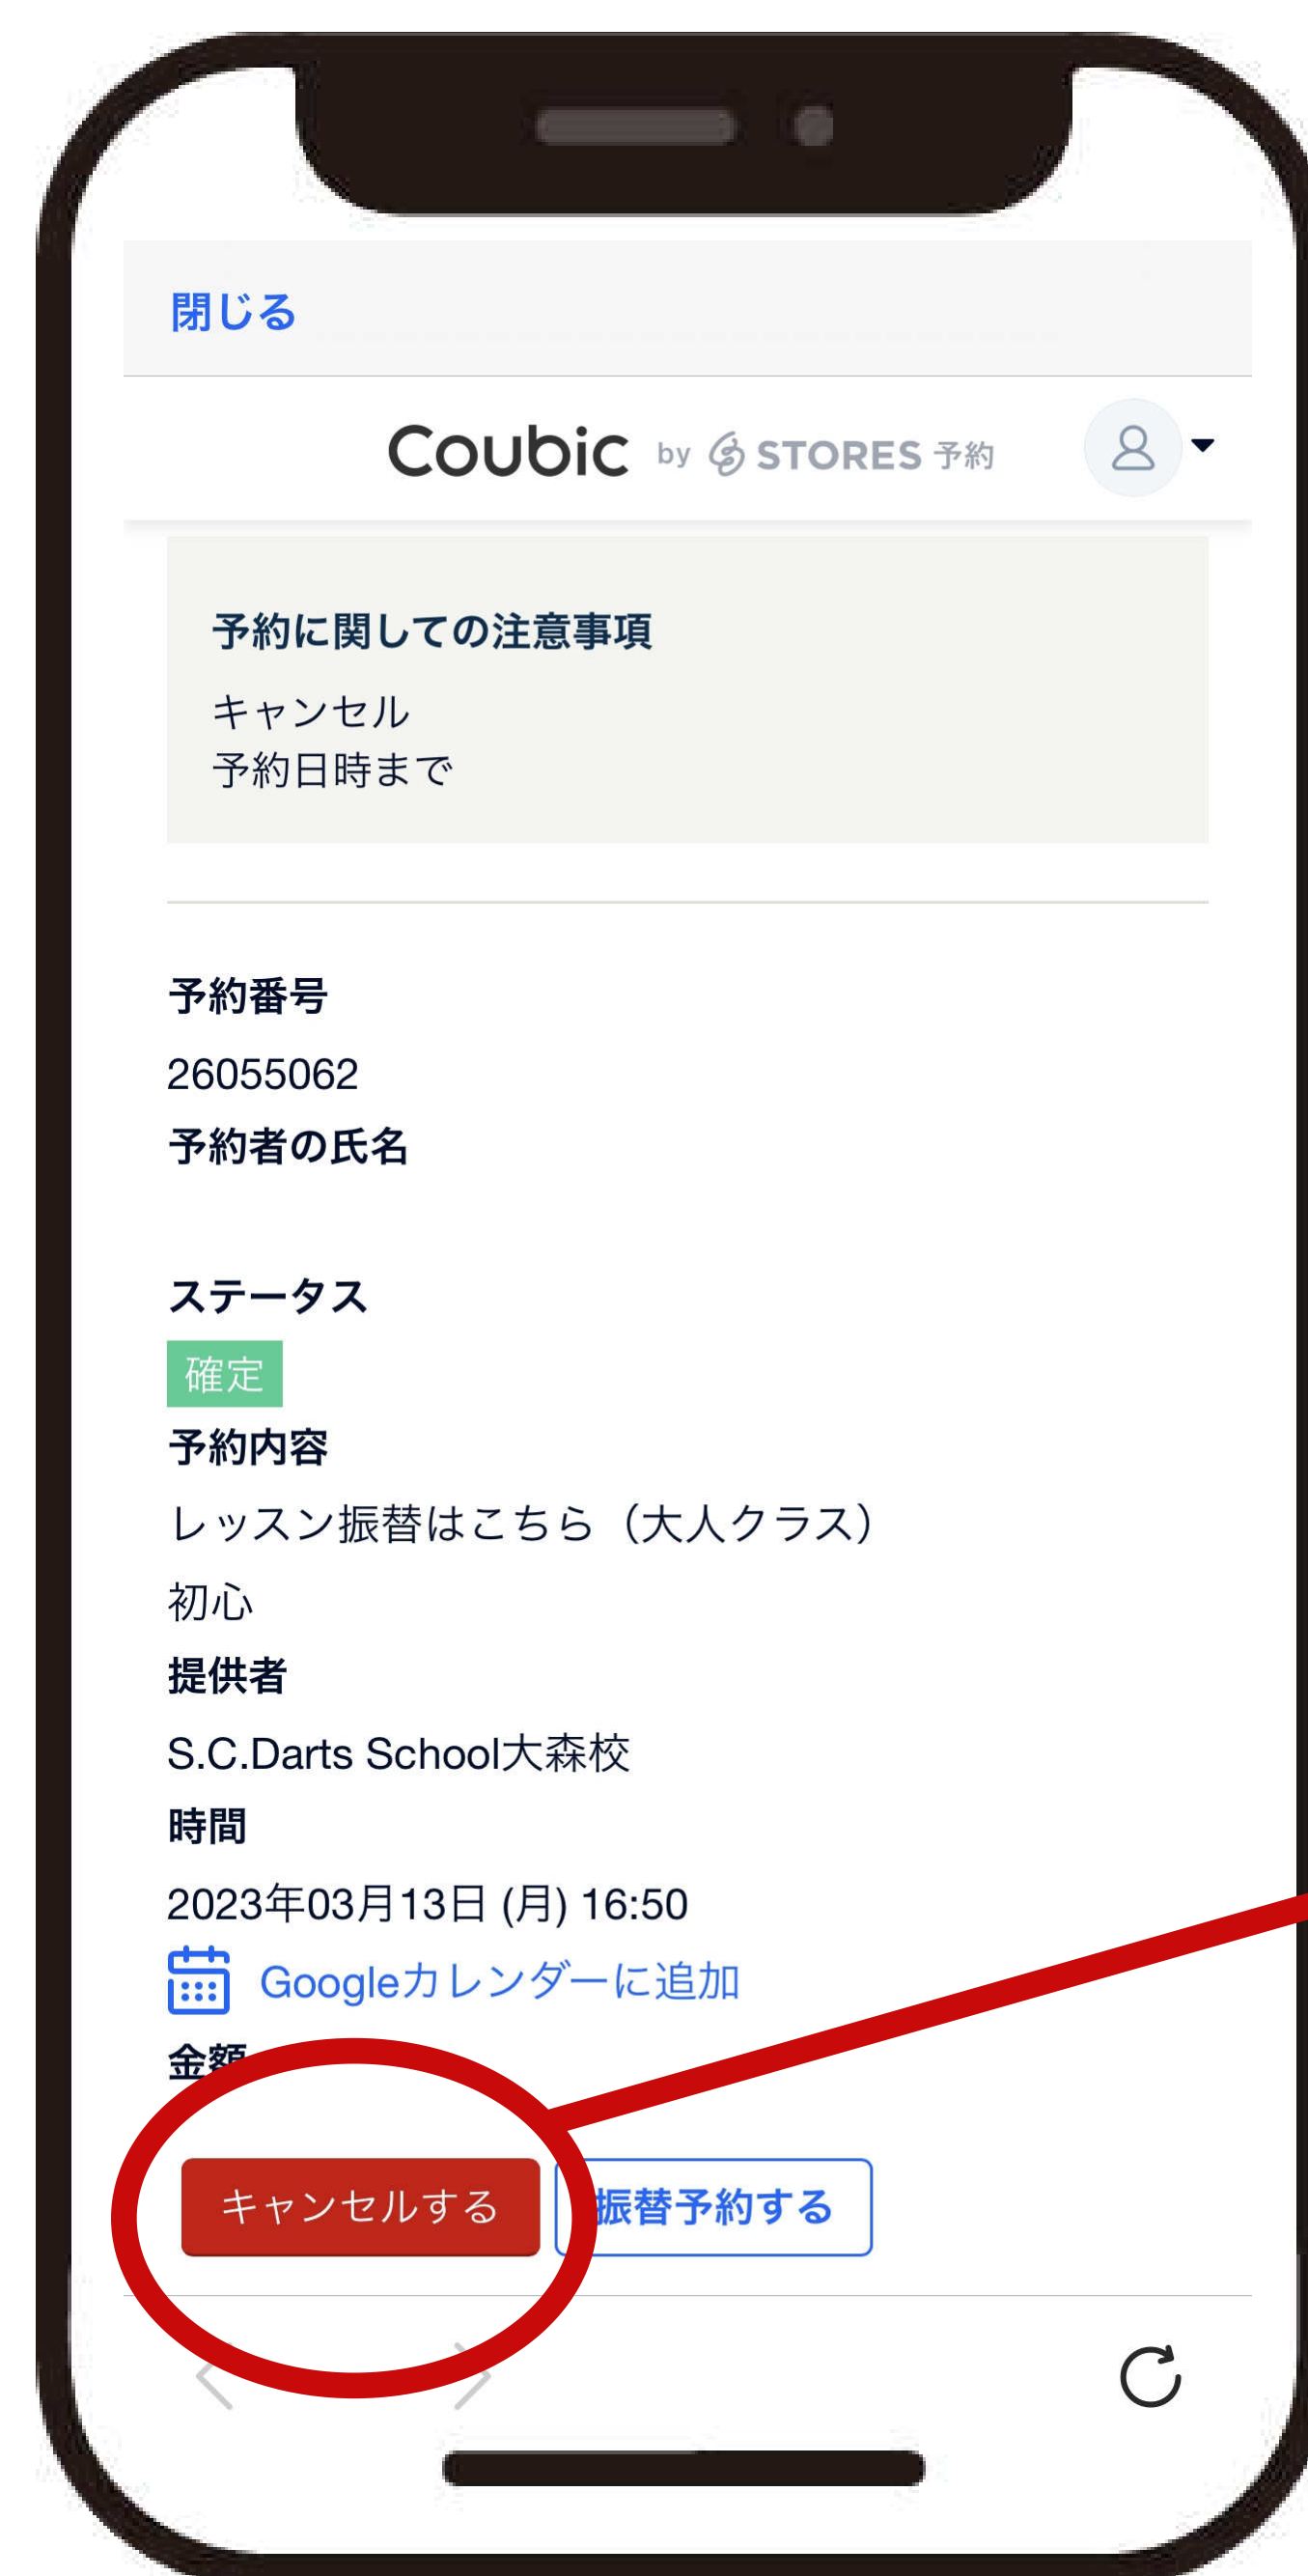 閉じる
Coubic by STORES 予約
予約に関しての注意事項
キャンセル
予約日時まで
予約番号
26055062
予約者の氏名
ステータス
確定
予約内容
レッスン振替はこちら（大人クラス）
初心
提供者
S.C.Darts School大森校
時間
2023年03月13日 (月) 16:50
Googleカレンダーに追加
金額
キャンセルする
振替予約する